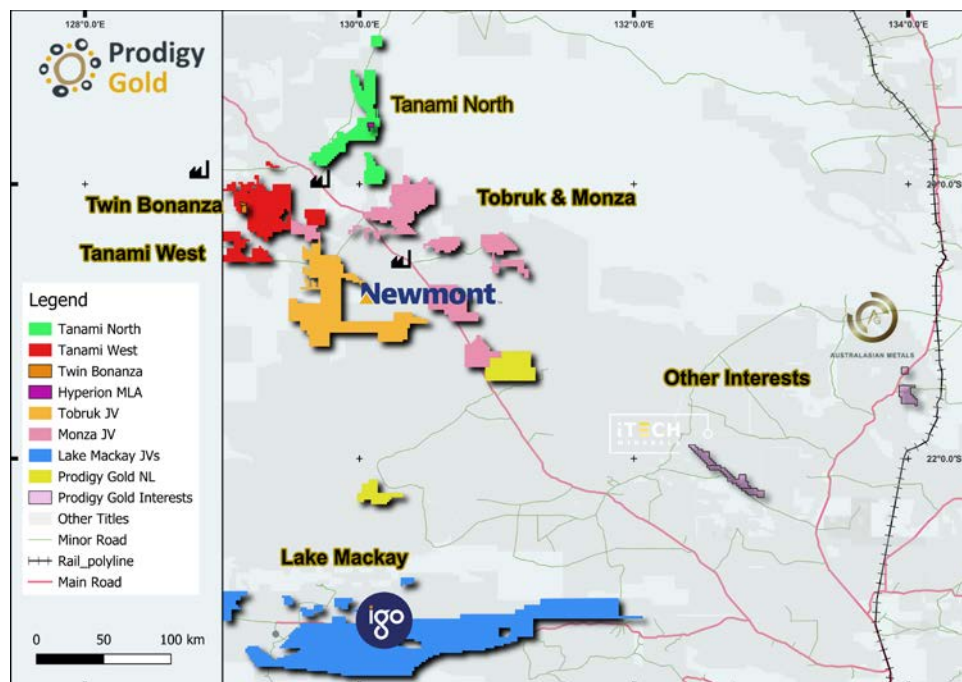 128°0.0'E
130°0.0'E
132°0.0'E
134°0.0'E
Prodigy
Gold
Tanami North
20°0.0'S
Twin Bonanza
Tobruk & Monza
Tanami West
Newmont
Legend
Tanami North
Tanami West
Twin Bonanza
Hyperion MLA
Tobruk JV
Monza JV
Lake Mackay JVs
Prodigy Gold NL
Prodigy Gold Interests
Other Titles
Minor Road
Rail_polyline
Main Road
AUSTRALASIAN METALS
Other Interests
iTECH
MINERALS
22°0.0'S
Lake Mackay
igo
0 50 100 km